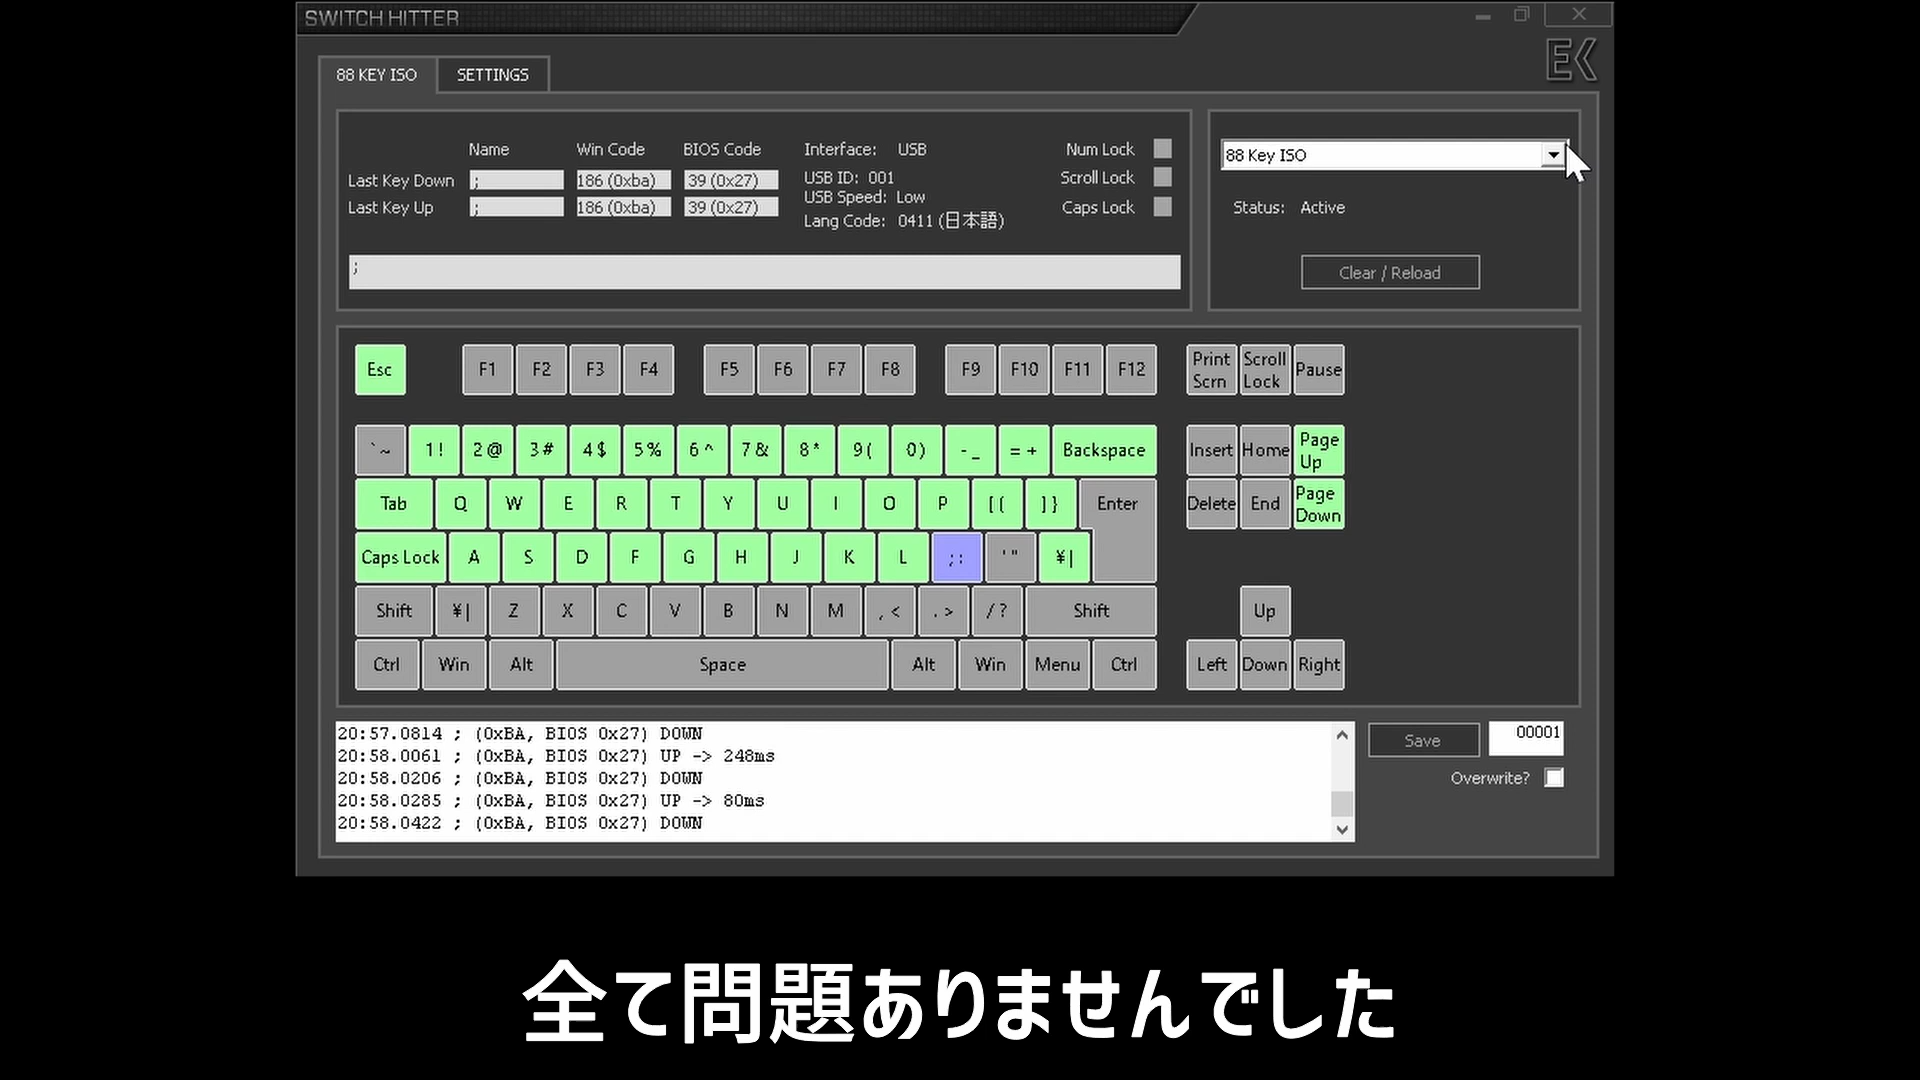 SWITCH HITTER
EK
88 KEY ISO SETTINGS
Name Win Code BIOS Code Interface: USB Num Lock
88 Key ISO
Last Key Down ; 186 (0xba) 39 (0x27) USB ID: 001 Scroll Lock
USB Speed: Low
Last Key Up ; 186 (0xba) 39 (0x27) Lang Code: 0411 (日本語) Caps Lock
Status: Active
;
Clear / Reload
Esc F1 F2 F3 F4 F5 F6 F7 F8 F9 F10 F11 F12 Print Scrn Scroll Lock Pause
` ~ 1 ! 2 @ 3 # 4 $ 5 % 6 ^ 7 & 8 * 9 ( 0 ) - _ = + Backspace Insert Home Page Up
Tab Q W E R T Y U I O P [ { ] } Enter Delete End Page Down
Caps Lock A S D F G H J K L ; : ' " ¥ |
Shift ¥ | Z X C V B N M , < . > / ? Shift Up
Ctrl Win Alt Space Alt Win Menu Ctrl Left Down Right
20:57.0814 ; (0xBA, BIOS 0x27) DOWN
20:58.0061 ; (0xBA, BIOS 0x27) UP -> 248ms
20:58.0206 ; (0xBA, BIOS 0x27) DOWN
20:58.0285 ; (0xBA, BIOS 0x27) UP -> 80ms
20:58.0422 ; (0xBA, BIOS 0x27) DOWN
Save 00001
Overwrite?
全て問題ありませんでした